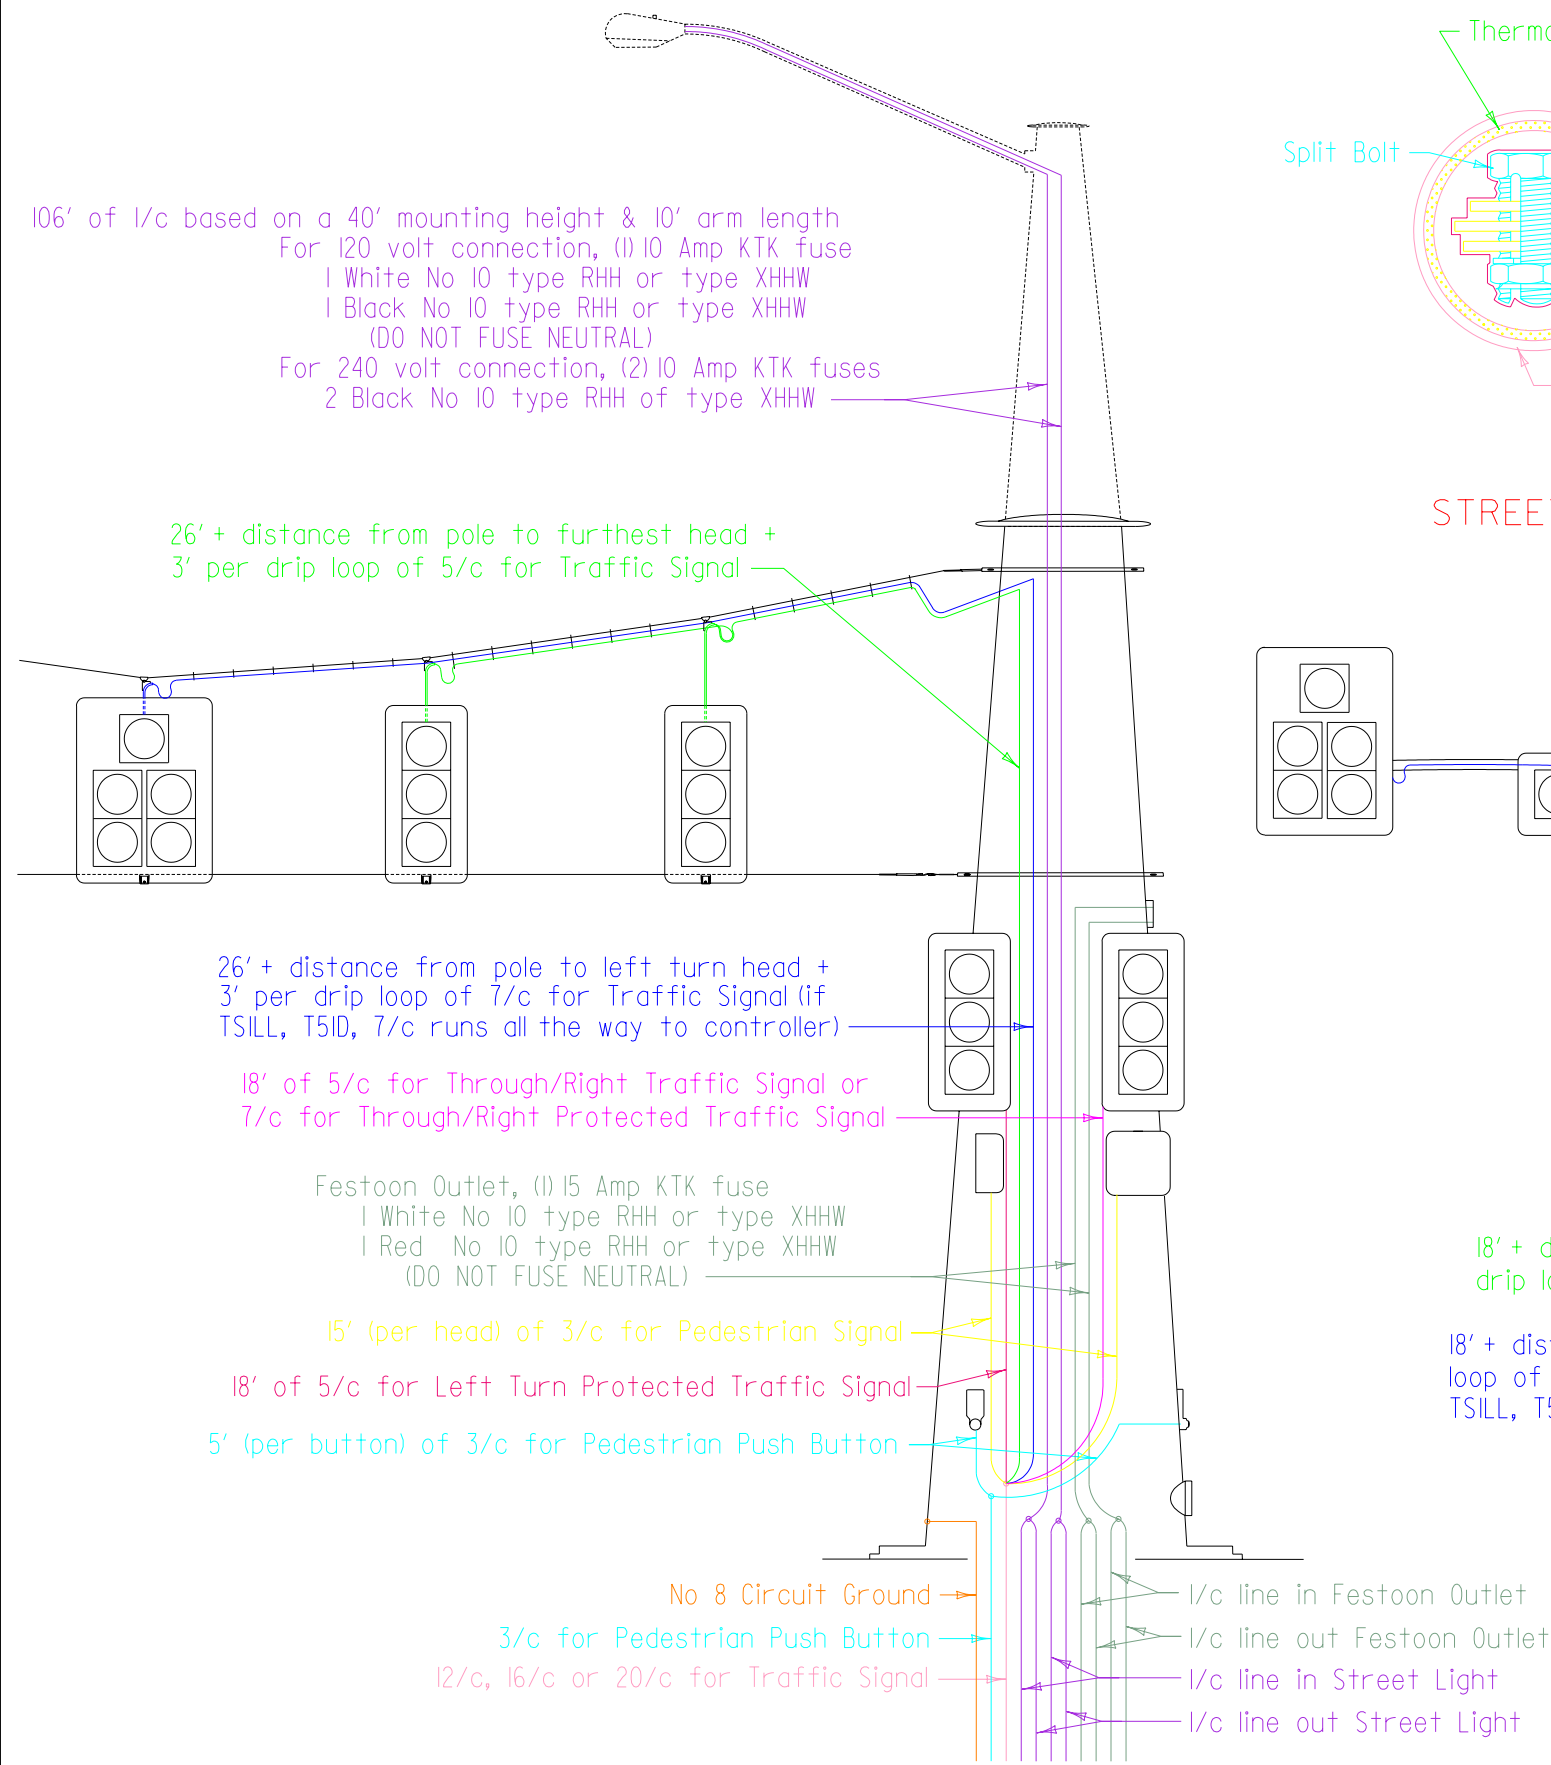 Thermo
Split Bolt
106' of 1/c based on a 40' mounting height & 10' arm length
For 120 volt connection, (1) 10 Amp KTK fuse
1 White No 10 type RHH or type XHHW
1 Black No 10 type RHH or type XHHW
(DO NOT FUSE NEUTRAL)
For 240 volt connection, (2) 10 Amp KTK fuses
2 Black No 10 type RHH of type XHHW
STREE
26' + distance from pole to furthest head +
3' per drip loop of 5/c for Traffic Signal
26' + distance from pole to left turn head +
3' per drip loop of 7/c for Traffic Signal (if
TS1LL, T51D, 7/c runs all the way to controller)
18' of 5/c for Through/Right Traffic Signal or
7/c for Through/Right Protected Traffic Signal
Festoon Outlet, (1) 15 Amp KTK fuse
1 White No 10 type RHH or type XHHW
1 Red No 10 type RHH or type XHHW
(DO NOT FUSE NEUTRAL)
18' + d
drip lo
15' (per head) of 3/c for Pedestrian Signal
18' + dis
loop of
TS1LL, T5
18' of 5/c for Left Turn Protected Traffic Signal
5' (per button) of 3/c for Pedestrian Push Button
No 8 Circuit Ground
3/c for Pedestrian Push Button
12/c, 16/c or 20/c for Traffic Signal
1/c line in Festoon Outlet
1/c line out Festoon Outlet
1/c line in Street Light
1/c line out Street Light